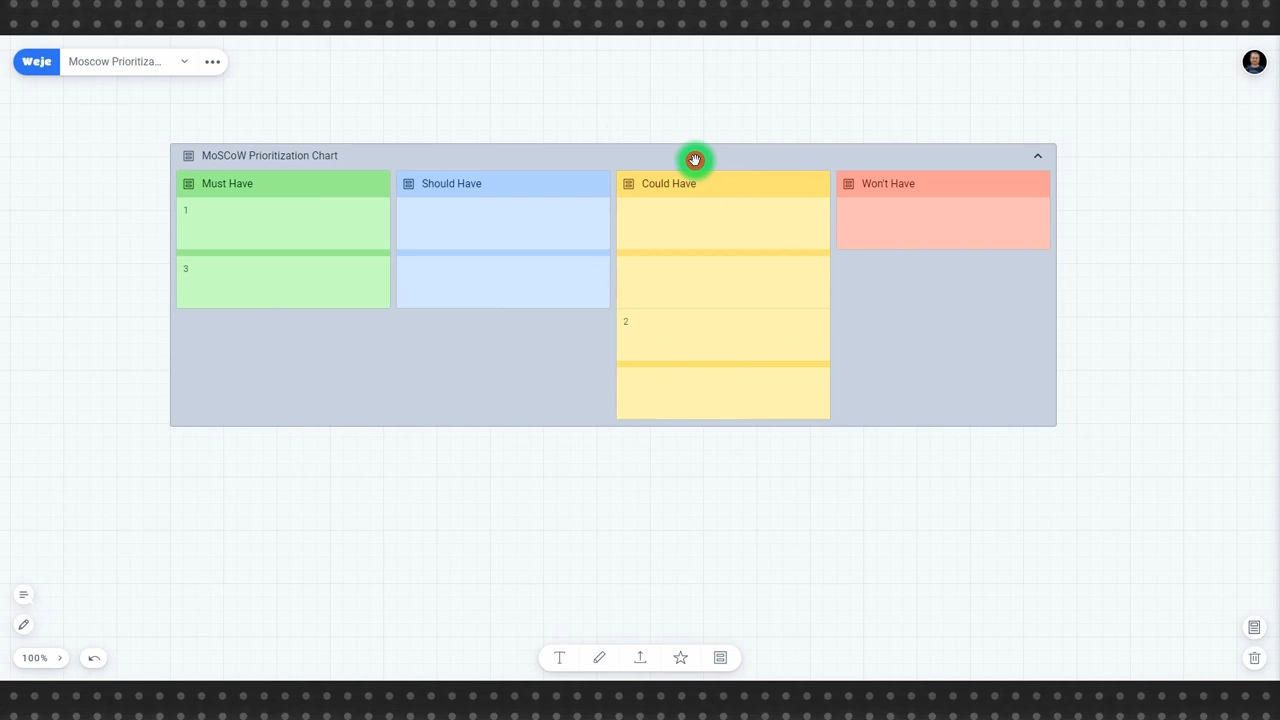 Weje Moscow Prioritiza...
MoSCoW Prioritization Chart
Must Have
Should Have
Could Have
Won't Have
1
3
2
100%
T